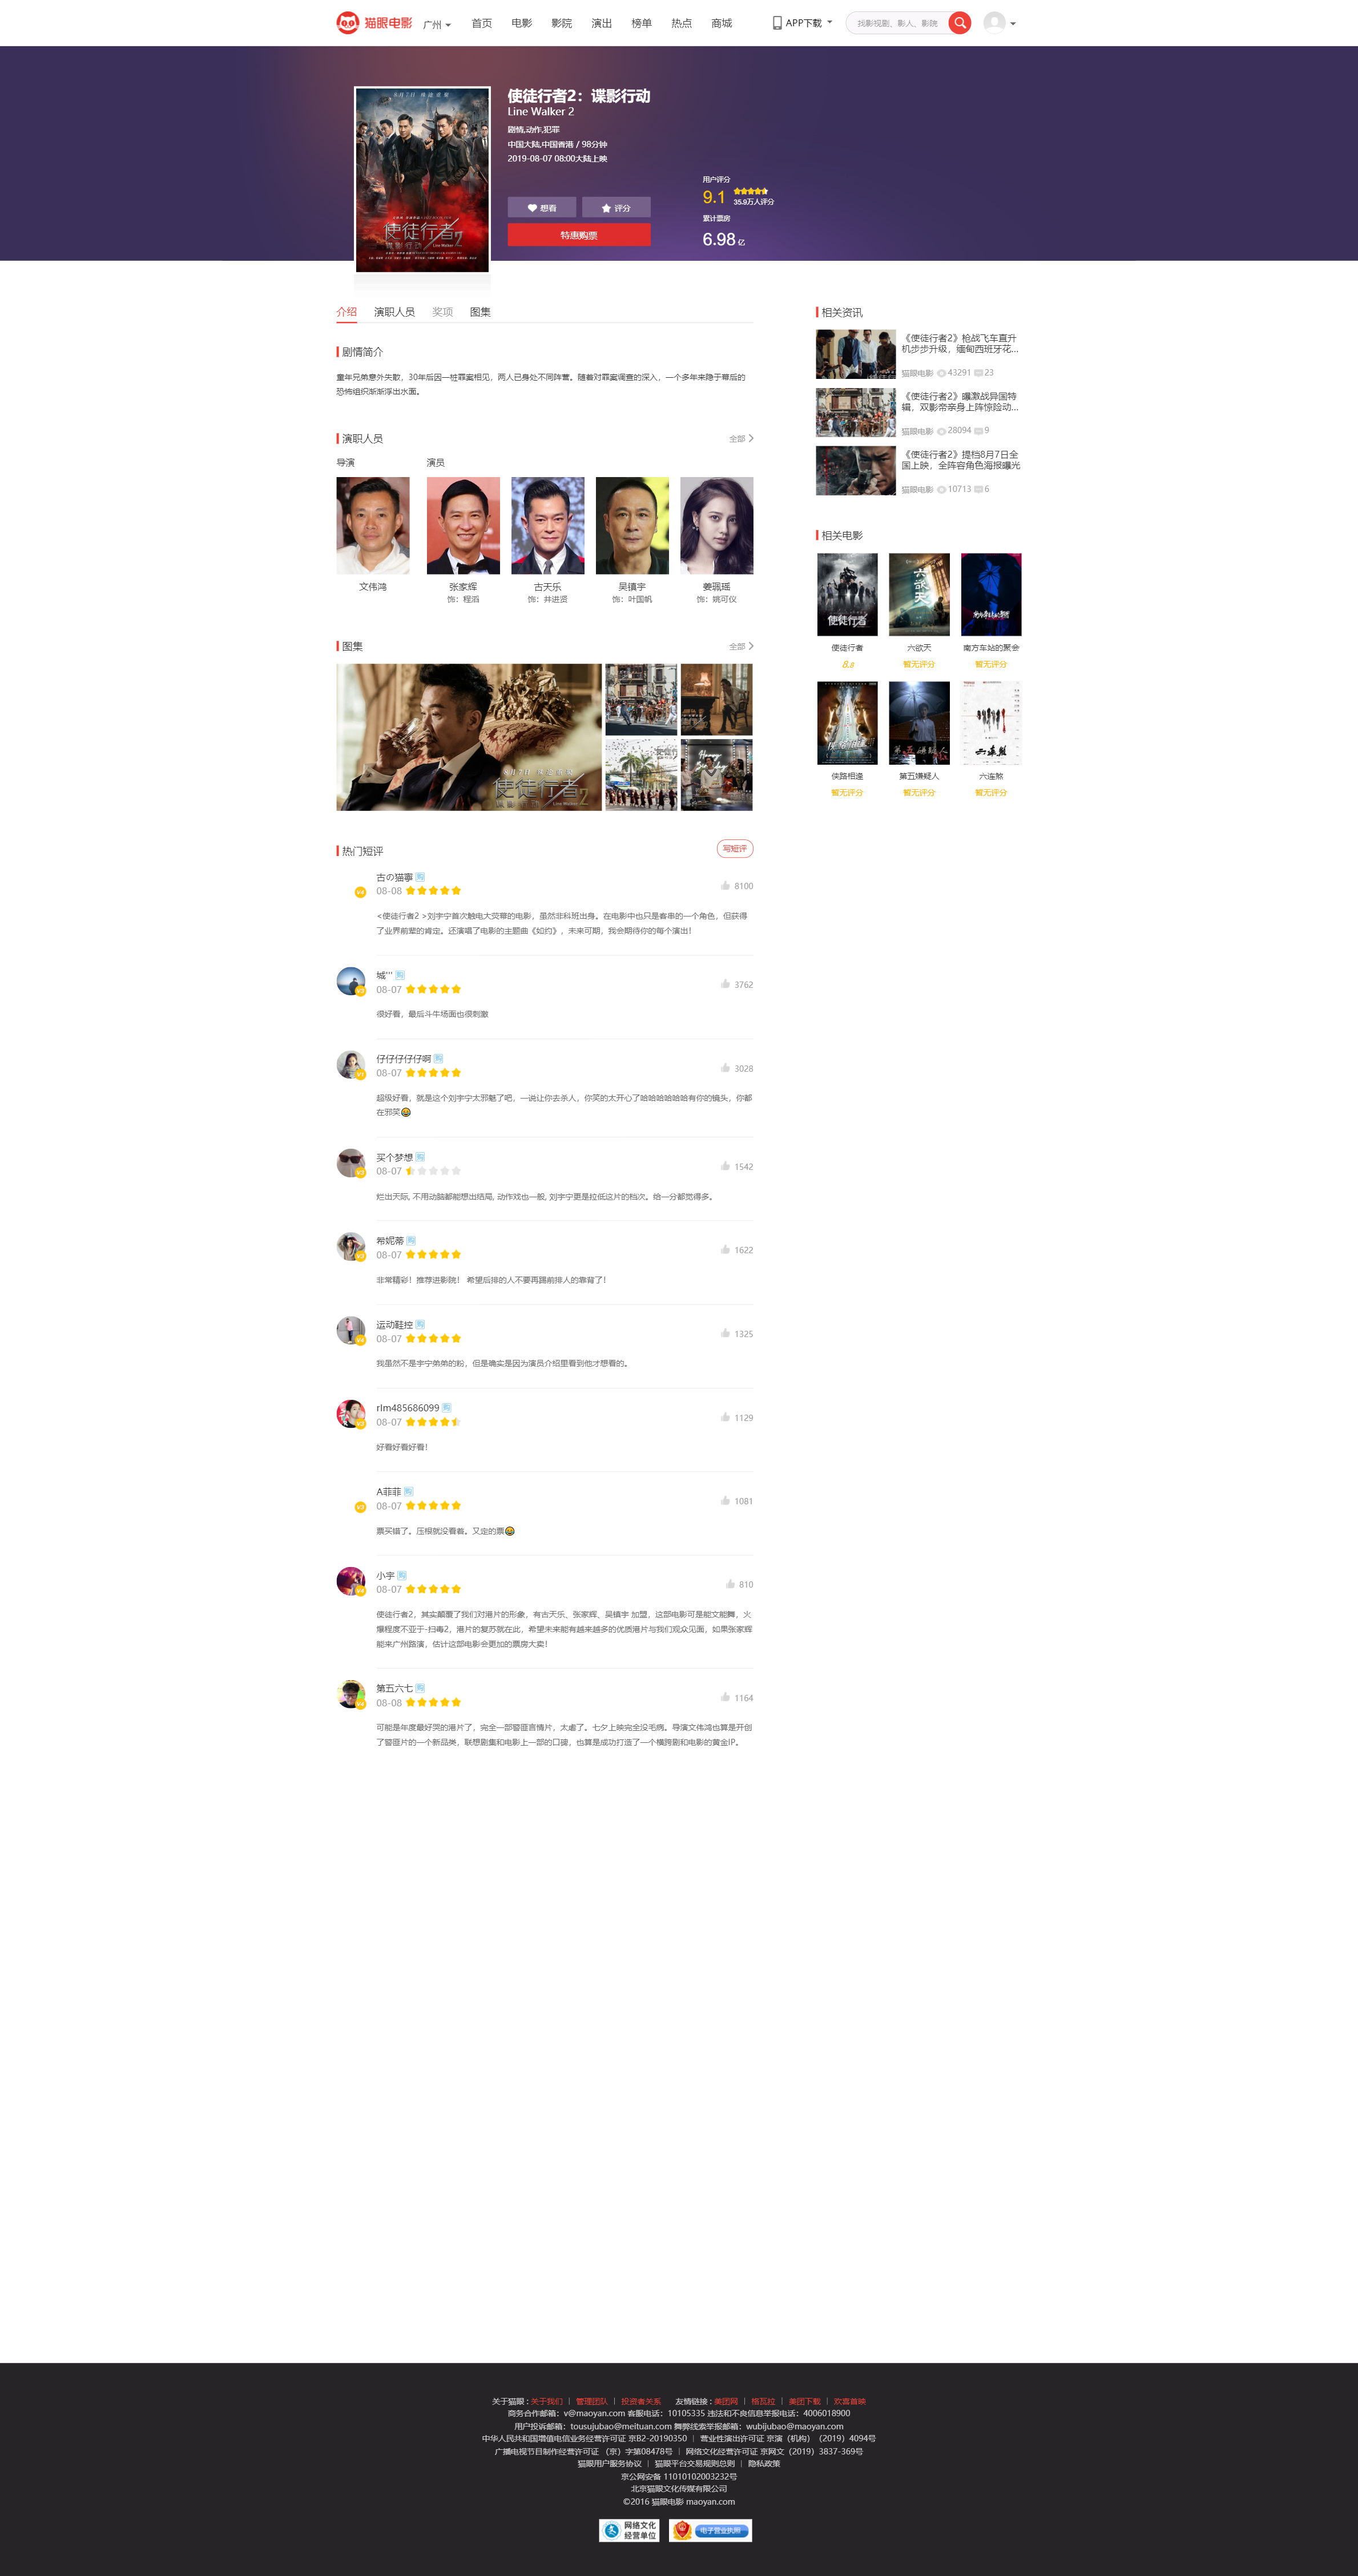 猫眼电影
广州
首页
电影
影院
演出
榜单
热点
商城
APP下载
找影视剧、影人、影院
使徒行者2：谍影行动
Line Walker 2
剧情,动作,犯罪
中国大陆,中国香港 / 98分钟
2019-08-07 08:00大陆上映
想看
评分
特惠购票
用户评分
9.1
35.9万人评分
累计票房
6.98 亿
使徒行者2
谍影行动
Line Walker 2
介绍
演职人员
奖项
图集
剧情简介
童年兄弟意外失散，30年后因一桩罪案相见，两人已身处不同阵营。随着对罪案调查的深入，一个多年来隐于幕后的
恐怖组织渐渐浮出水面。
演职人员
全部
导演
演员
文伟鸿
张家辉
饰：程滔
古天乐
饰：井进贤
吴镇宇
饰：叶国帆
姜珮瑶
饰：姚可仪
图集
全部
使徒行者2
谍影行动
Line Walker 2
热门短评
写短评
古の猫寧 购
08-08
8100
<使徒行者2 >刘宇宁首次触电大荧幕的电影，虽然非科班出身。在电影中也只是客串的一个角色，但获得
了业界前辈的肯定。还演唱了电影的主题曲《如约》，未来可期，我会期待你的每个演出！
城''' 购
08-07
3762
很好看，最后斗牛场面也很刺激
仔仔仔仔仔啊 购
08-07
3028
超级好看，就是这个刘宇宁太邪魅了吧，一说让你去杀人，你笑的太开心了哈哈哈哈哈哈有你的镜头，你都
在邪笑😂
买个梦想 购
08-07
1542
烂出天际, 不用动脑都能想出结局, 动作戏也一般, 刘宇宁更是拉低这片的档次。给一分都觉得多。
希妮蒂 购
08-07
1622
非常精彩！推荐进影院！ 希望后排的人不要再踢前排人的靠背了！
运动鞋控 购
08-07
1325
我虽然不是宇宁弟弟的粉，但是确实是因为演员介绍里看到他才想看的。
rIm485686099 购
08-07
1129
好看好看好看！
A菲菲 购
08-07
1081
票买错了。压根就没看着。又定的票😂
小宇 购
08-07
810
使徒行者2，其实颠覆了我们对港片的形象，有古天乐、张家辉、吴镇宇 加盟，这部电影可是能文能舞，火
爆程度不亚于-扫毒2，港片的复苏就在此，希望未来能有越来越多的优质港片与我们观众见面，如果张家辉
能来广州路演，估计这部电影会更加的票房大卖！
第五六七 购
08-08
1164
可能是年度最好哭的港片了，完全一部警匪言情片，太虐了。七夕上映完全没毛病。导演文伟鸿也算是开创
了警匪片的一个新品类，联想剧集和电影上一部的口碑，也算是成功打造了一个横跨剧和电影的黄金IP。
相关资讯
《使徒行者2》枪战飞车直升
机步步升级，缅甸西班牙花...
猫眼电影 43291 23
《使徒行者2》曝激战异国特
辑，双影帝亲身上阵惊险动...
猫眼电影 28094 9
《使徒行者2》提档8月7日全
国上映，全阵容角色海报曝光
猫眼电影 10713 6
相关电影
使徒行者
8.8
六欲天
暂无评分
南方车站的聚会
暂无评分
侠路相逢
暂无评分
第五嫌疑人
暂无评分
六连煞
暂无评分
关于猫眼 : 关于我们 | 管理团队 | 投资者关系 友情链接 : 美团网 | 格瓦拉 | 美团下载 | 欢喜首映
商务合作邮箱：v@maoyan.com 客服电话：10105335 违法和不良信息举报电话：4006018900
用户投诉邮箱：tousujubao@meituan.com 舞弊线索举报邮箱：wubijubao@maoyan.com
中华人民共和国增值电信业务经营许可证 京B2-20190350 | 营业性演出许可证 京演（机构）（2019）4094号
广播电视节目制作经营许可证 （京）字第08478号 | 网络文化经营许可证 京网文（2019）3837-369号
猫眼用户服务协议 | 猫眼平台交易规则总则 | 隐私政策
京公网安备 11010102003232号
北京猫眼文化传媒有限公司
©2016 猫眼电影 maoyan.com
网络文化
经营单位
电子营业执照